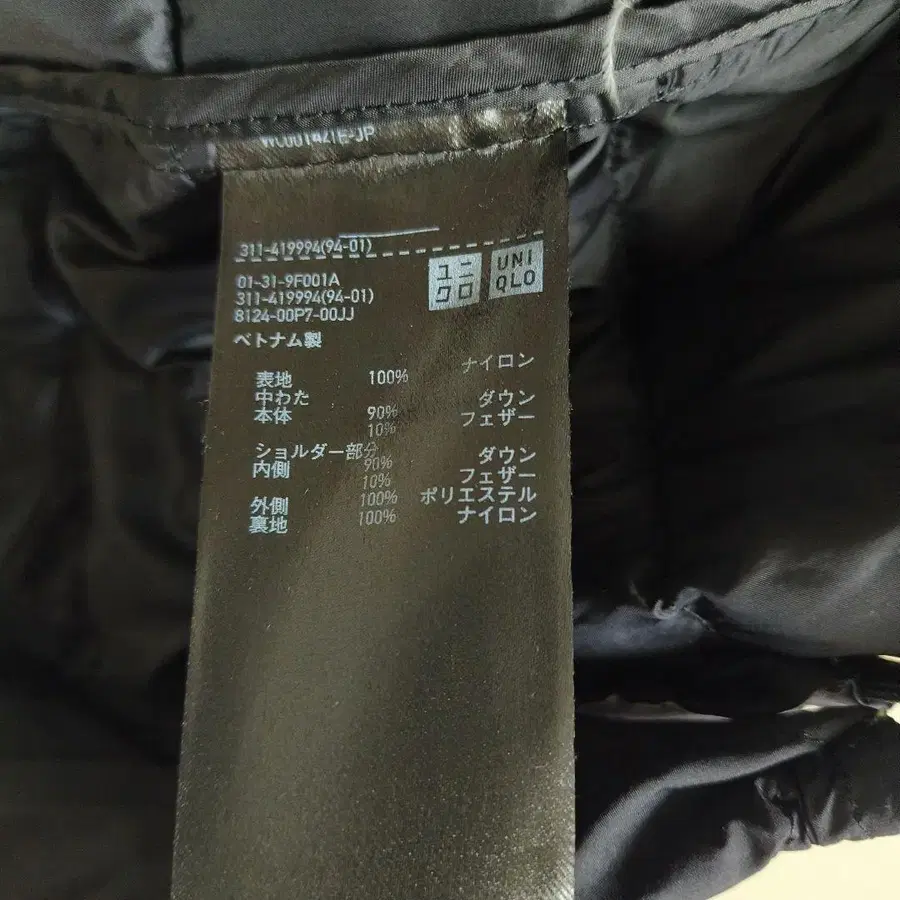 311-419994(94-01)
ユニ
クロ
UNI
QLO
01-31-9F001A
311-419994(94-01)
8124-00P7-00JJ
ベトナム製
表地 100% ナイロン
中わた
本体 90% ダウン
10% フェザー
ショルダー部分
内側 90% ダウン
10% フェザー
外側 100% ポリエステル
裏地 100% ナイロン